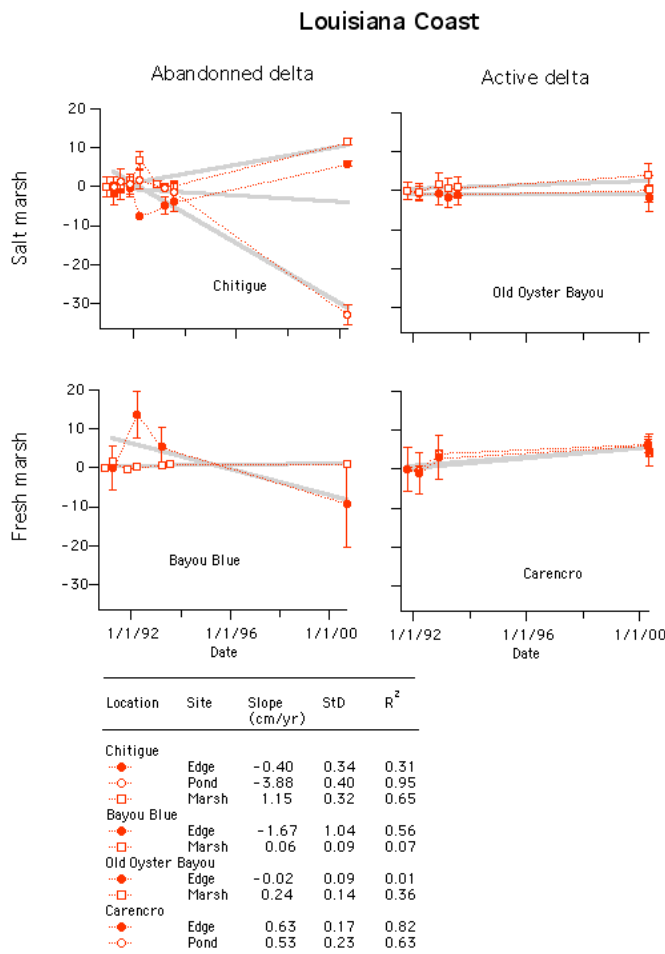 Louisiana Coast
Abandonned delta
Active delta
Salt marsh
20
10
0
-10
-20
-30
Chitigue
Old Oyster Bayou
Fresh marsh
20
10
0
-10
-20
-30
Bayou Blue
Carencro
1/1/92 1/1/96 1/1/00
Date
1/1/92 1/1/96 1/1/00
Date
Location Site Slope (cm/yr) StD R²
Chitigue
Edge -0.40 0.34 0.31
Pond -3.88 0.40 0.95
Marsh 1.15 0.32 0.65
Bayou Blue
Edge -1.67 1.04 0.56
Marsh 0.06 0.09 0.07
Old Oyster Bayou
Edge -0.02 0.09 0.01
Marsh 0.24 0.14 0.36
Carencro
Edge 0.63 0.17 0.82
Pond 0.53 0.23 0.63